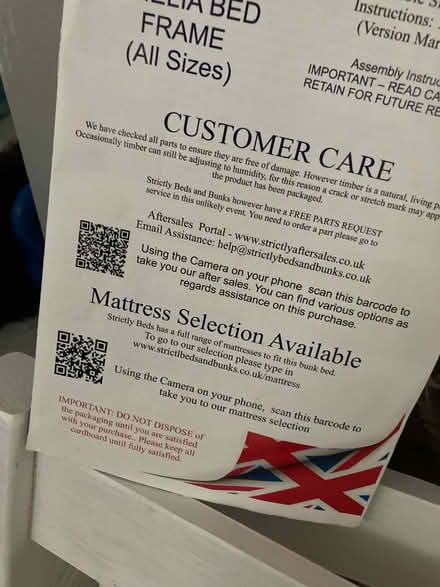 BED
FRAME
(All Sizes)
Instructions:
(Version
Assembly
IMPORTANT – READ
RETAIN FOR FUTURE
CUSTOMER CARE
We have checked all parts to ensure they are free of damage. However timber is a natural, living
Occasionally timber can still be adjusting to humidity, for this reason a crack or stretch mark may
the product has been packaged.
Strictly Beds and Bunks however have a FREE PARTS REQUEST
service in this unlikely event. You need to order a part please go to
Aftersales Portal - www.strictlyaftersales.co.uk
Email Assistance: help@strictlybedsandbunks.co.uk
Using the Camera on your phone scan this barcode to
take you our after sales. You can find various options as
regards assistance on this purchase.
Mattress Selection Available
Strictly Beds has a full range of mattresses to fit this bunk bed.
To go to our selection please type in
www.strictlbedsandbunks.co.uk/mattress
Using the Camera on your phone, scan this barcode to
take you to our mattress selection
IMPORTANT: DO NOT DISPOSE of
the packaging until you are satisfied
with your purchase.. Please keep all
cardboard until fully satisfied.